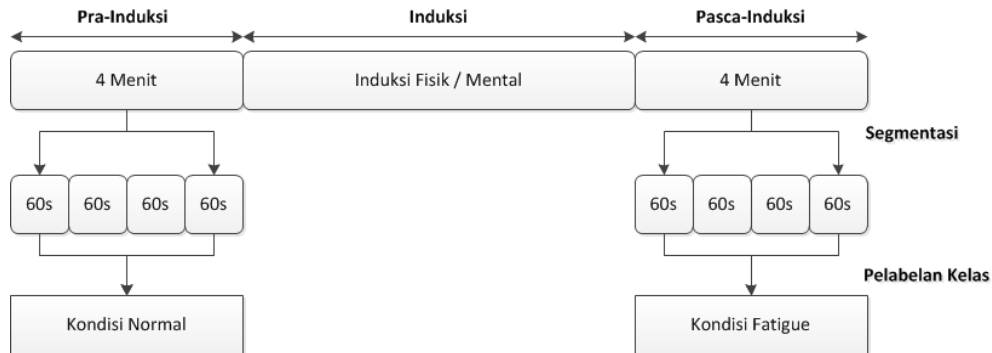 Pra-Induksi
Induksi
Pasca-Induksi
4 Menit
Induksi Fisik / Mental
4 Menit
Segmentasi
60s
60s
60s
60s
60s
60s
60s
60s
Pelabelan Kelas
Kondisi Normal
Kondisi Fatigue